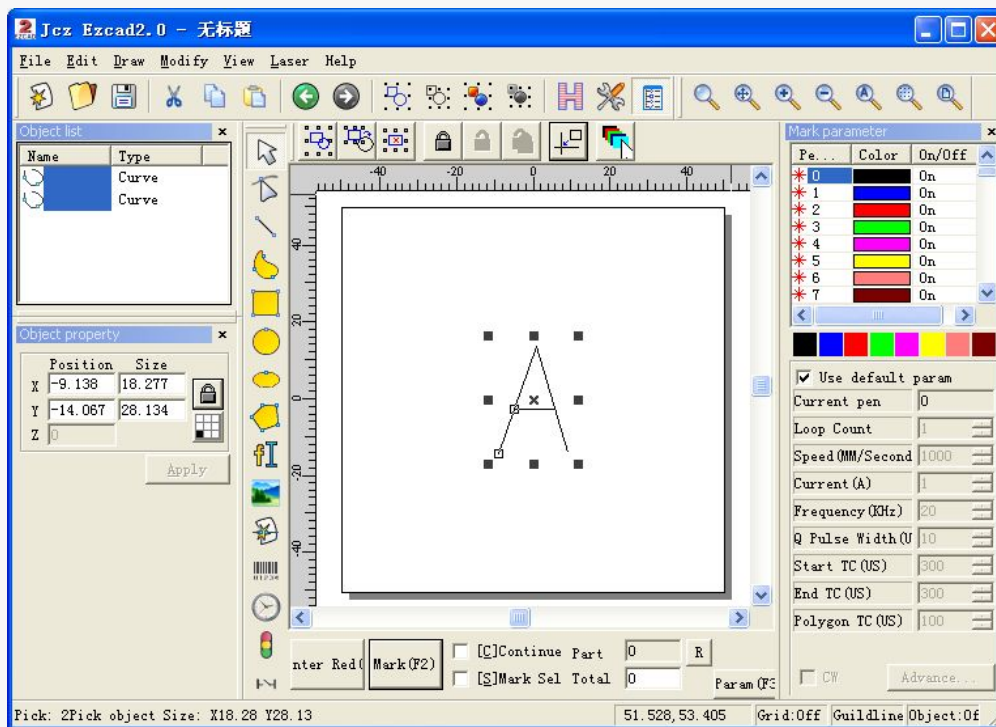 Jcz Ezcad2.0 - 无标题
File Edit Draw Modify View Laser Help
Object list
Name Type
Curve
Curve
Object property
Position Size
X -9.138 18.277
Y -14.067 28.134
Z 0
Apply
-40 -20 0 20 40
40
20
0
-20
-40
Mark parameter
Pe... Color On/Off
0 On
1 On
2 On
3 On
4 On
5 On
6 On
7 On
Use default param
Current pen 0
Loop Count 1
Speed(MM/Second 1000
Current(A) 1
Frequency(KHz) 20
Q Pulse Width(U 10
Start TC(US) 300
End TC(US) 300
Polygon TC(US) 100
CW Advance...
nter Red( Mark(F2) [C]Continue Part 0 R
[S]Mark Sel Total 0 Param(F3
Pick: 2Pick object Size: X18.28 Y28.13 51.528,53.405 Grid:Off Guildline Object:Of